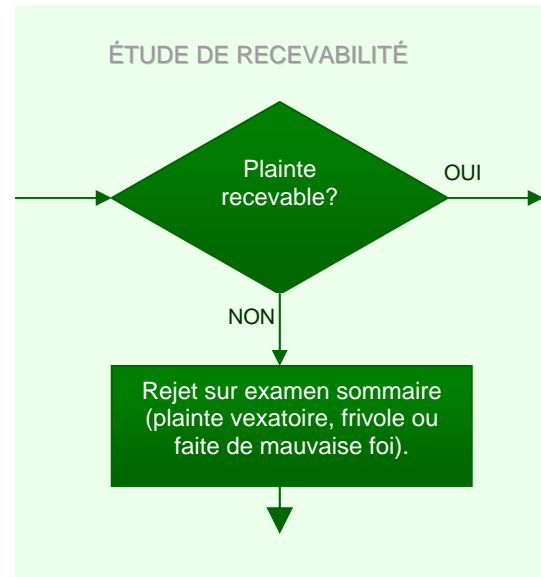 ÉTUDE DE RECEVABILITÉ
Plainte
recevable?
OUI
NON
Rejet sur examen sommaire
(plainte vexatoire, frivole ou
faite de mauvaise foi).